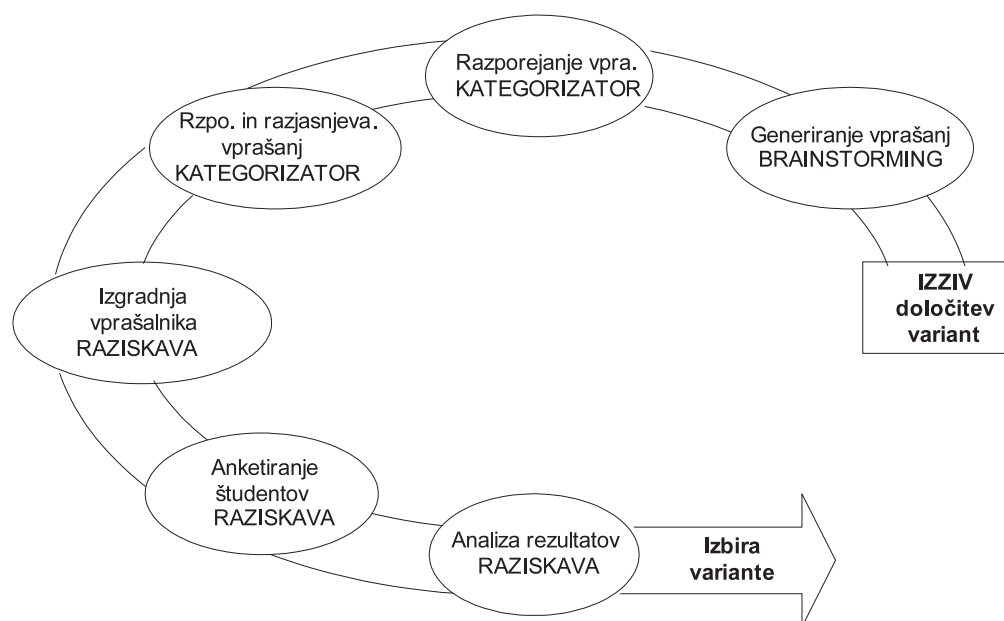 Razporejanje vpra.
KATEGORIZATOR
Rzpo. in razjasnjeva.
vprašanj
KATEGORIZATOR
Generiranje vprašanj
BRAINSTORMING
IZZIV
določitev
variant
Izgradnja
vprašalnika
RAZISKAVA
Anketiranje
študentov
RAZISKAVA
Analiza rezultatov
RAZISKAVA
Izbira
variante